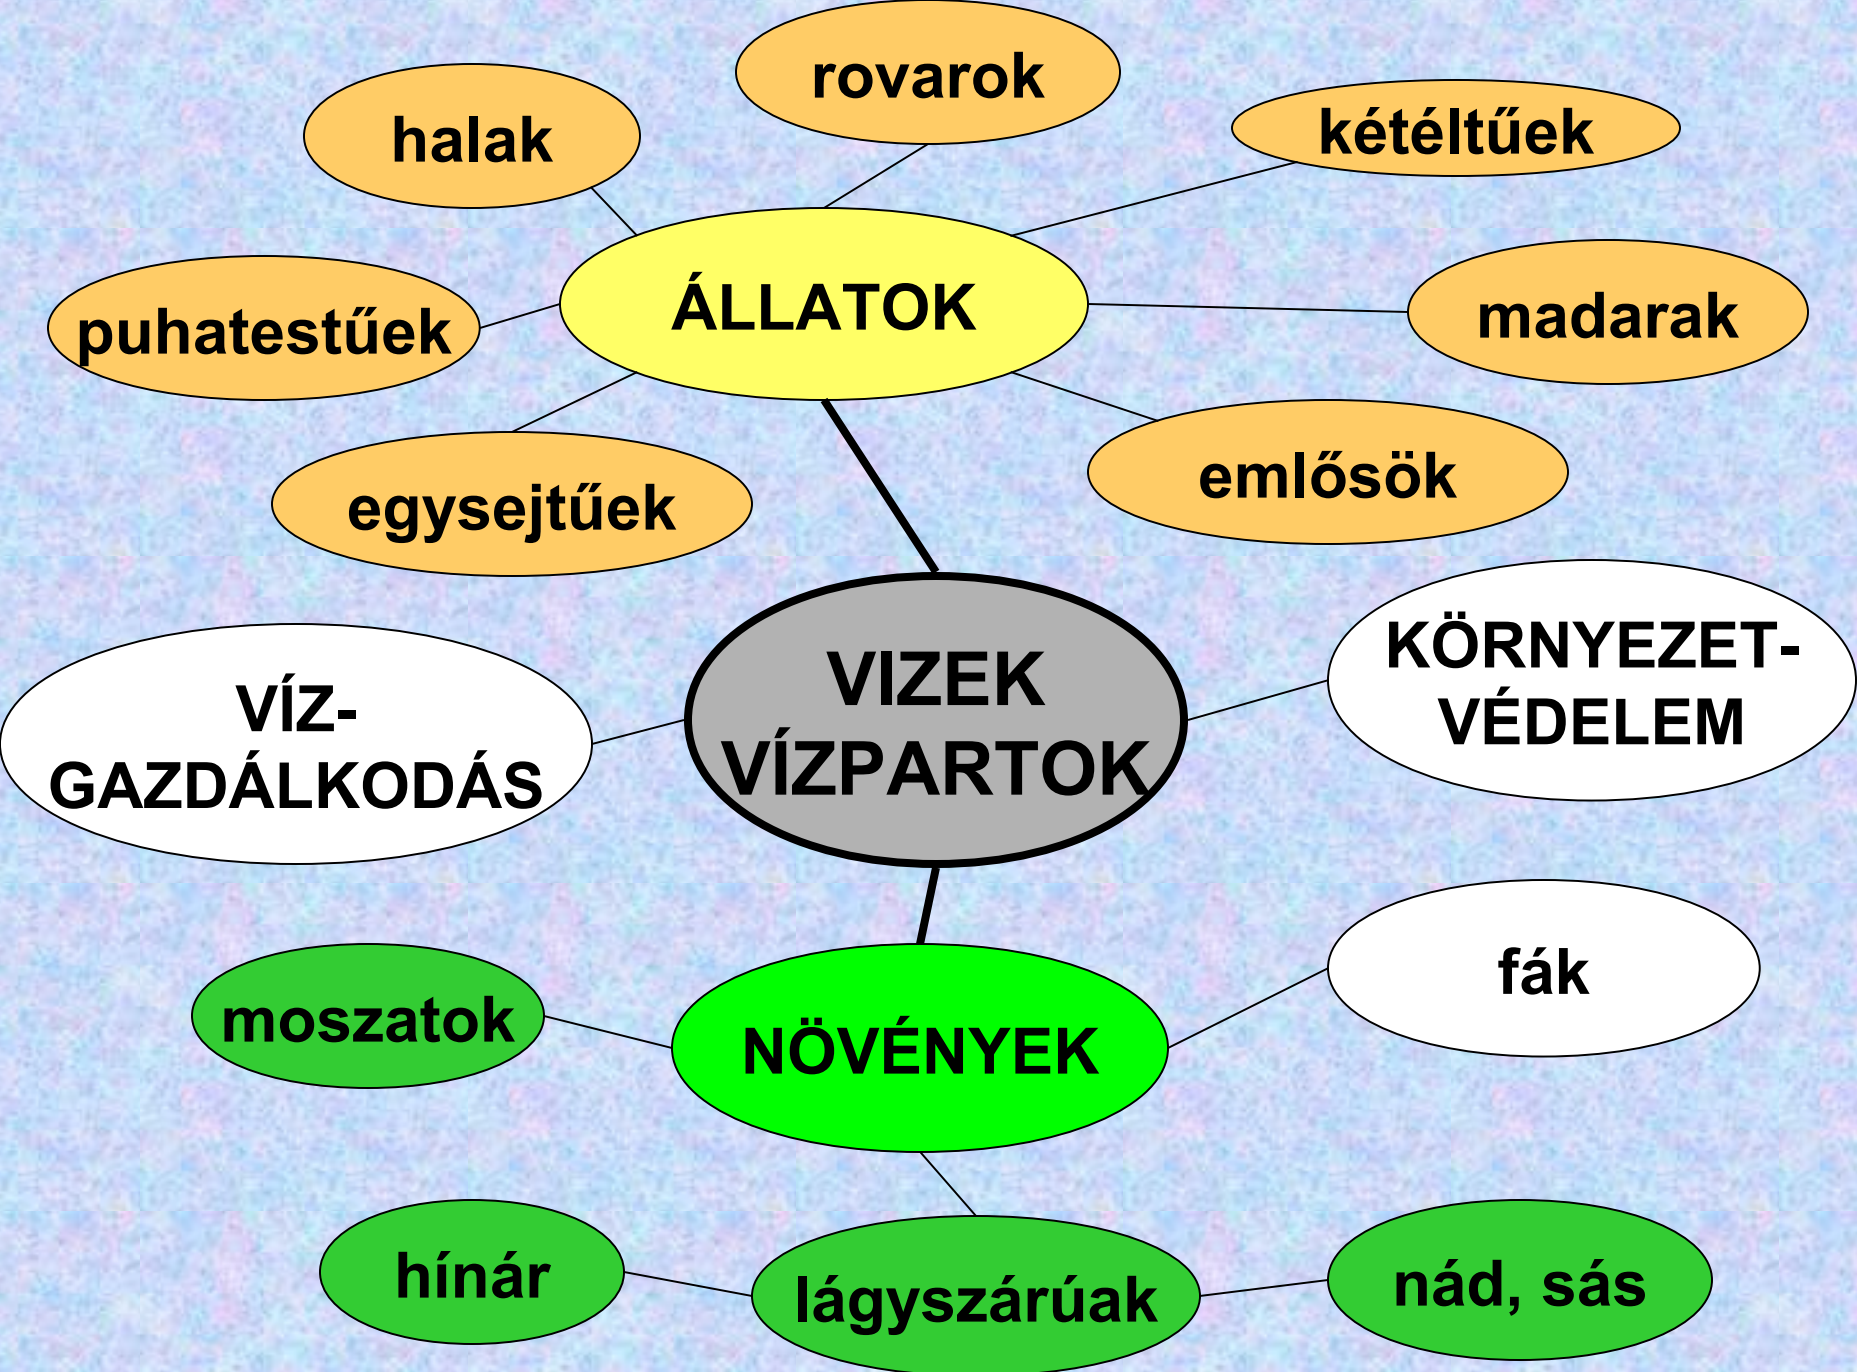 rovarok
halak
kétéltűek
ÁLLATOK
madarak
puhatestűek
emlősök
egysejtűek
KÖRNYEZET-
VÉDELEM
VIZEK
VÍZPARTOK
VÍZ-
GAZDÁLKODÁS
fák
moszatok
NÖVÉNYEK
hínár
lágyszárúak
nád, sás